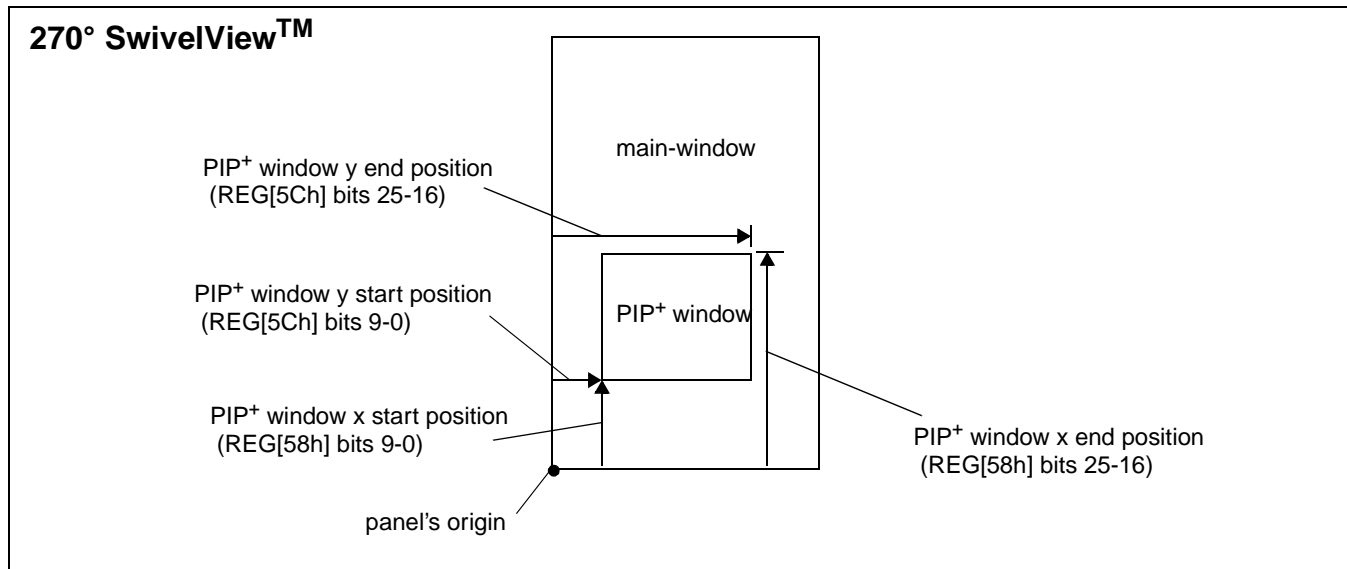 270° SwivelView™
main-window
PIP+ window y end position
(REG[5Ch] bits 25-16)
PIP+ window y start position
(REG[5Ch] bits 9-0)
PIP+ window
PIP+ window x start position
(REG[58h] bits 9-0)
PIP+ window x end position
(REG[58h] bits 25-16)
panel's origin